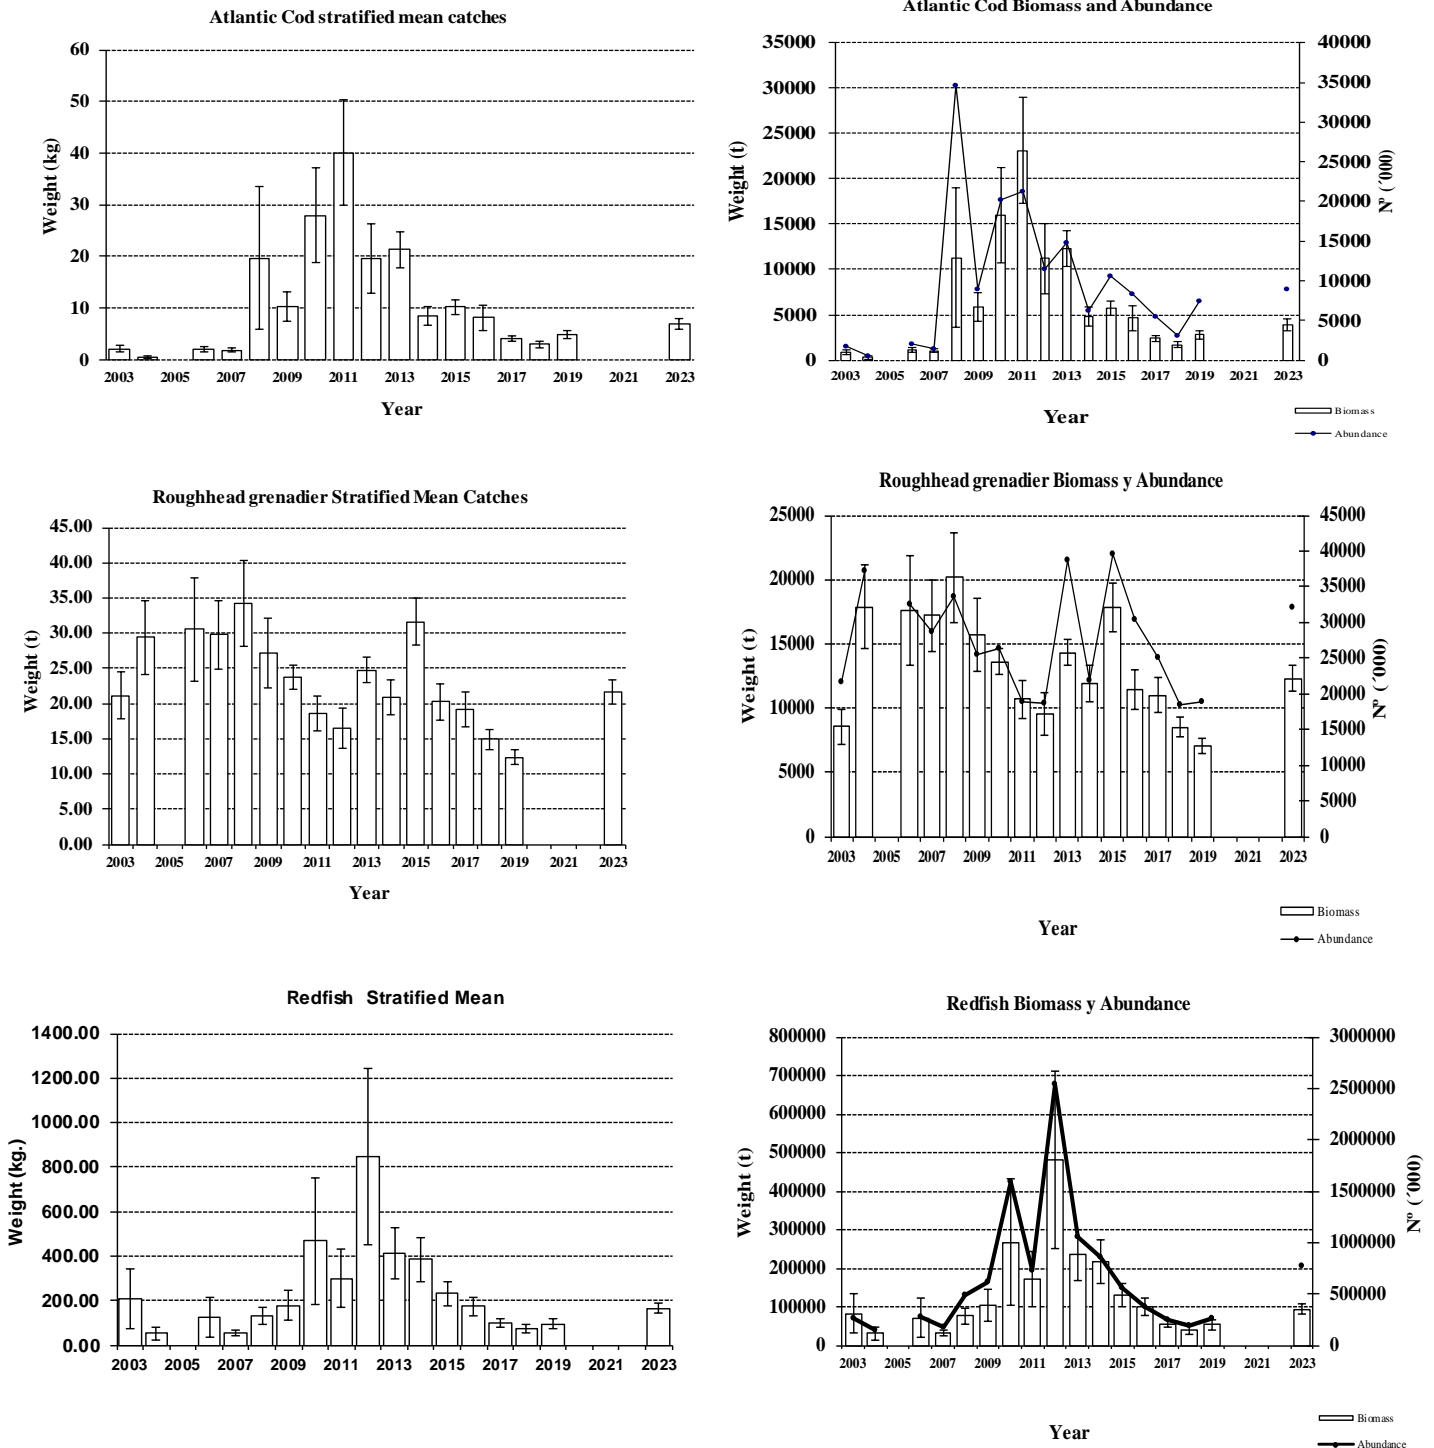 Atlantic Cod stratified mean catches
60
50
40
30
20
10
0
Weight (kg)
2003 2005 2007 2009 2011 2013 2015 2017 2019 2021 2023
Year
Atlantic Cod Biomass and Abundance
35000
30000
25000
20000
15000
10000
5000
0
Weight (t)
40000
35000
30000
25000
20000
15000
10000
5000
0
Nº (´000)
2003 2005 2007 2009 2011 2013 2015 2017 2019 2021 2023
Year
Biomass
Abundance
Roughhead grenadier Stratified Mean Catches
45.00
40.00
35.00
30.00
25.00
20.00
15.00
10.00
5.00
0.00
Weight (t)
2003 2005 2007 2009 2011 2013 2015 2017 2019 2021 2023
Year
Roughhead grenadier Biomass y Abundance
25000
20000
15000
10000
5000
0
Weight (t)
45000
40000
35000
30000
25000
20000
15000
10000
5000
0
Nº (´000)
2003 2005 2007 2009 2011 2013 2015 2017 2019 2021 2023
Year
Biomass
Abundance
Redfish Stratified Mean
1400.00
1200.00
1000.00
800.00
600.00
400.00
200.00
0.00
Weight (kg.)
2003 2005 2007 2009 2011 2013 2015 2017 2019 2021 2023
Redfish Biomass y Abundance
800000
700000
600000
500000
400000
300000
200000
100000
0
Weight (t)
3000000
2500000
2000000
1500000
1000000
500000
0
Nº (´000)
2003 2005 2007 2009 2011 2013 2015 2017 2019 2021 2023
Year
Biomass
Abundance